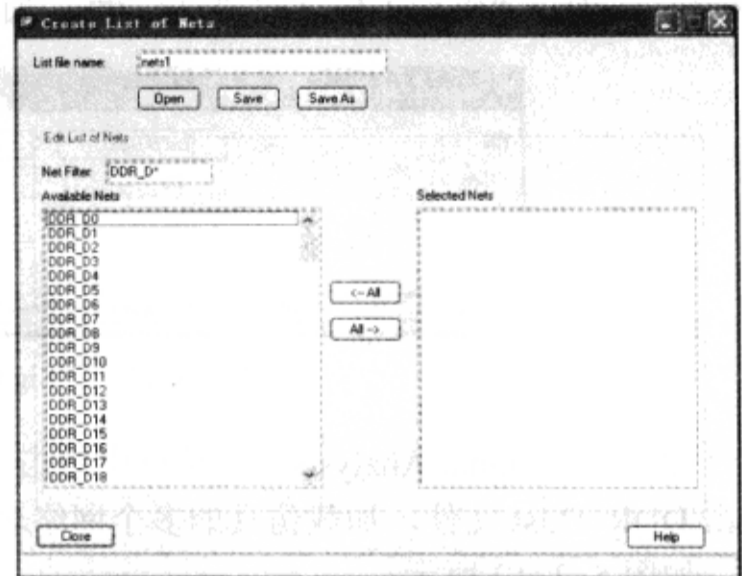 Create List of Nets
List file name: nets1
Open Save Save As
Edit List of Nets
Net Filter: DDR_D*
Available Nets
Selected Nets
DDR_D0
DDR_D1
DDR_D2
DDR_D3
DDR_D4
DDR_D5
DDR_D6
DDR_D7
DDR_D8
DDR_D9
DDR_D10
DDR_D11
DDR_D12
DDR_D13
DDR_D14
DDR_D15
DDR_D16
DDR_D17
DDR_D18
<-- All
All -->
Close
Help